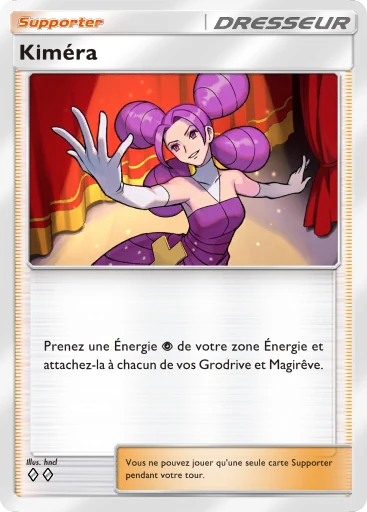 Supporter
DRESSEUR
Kiméra
Prenez une Énergie de votre zone Énergie et
attachez-la à chacun de vos Grodrive et Magirêve.
Illus. hncl
Vous ne pouvez jouer qu'une seule carte Supporter
pendant votre tour.